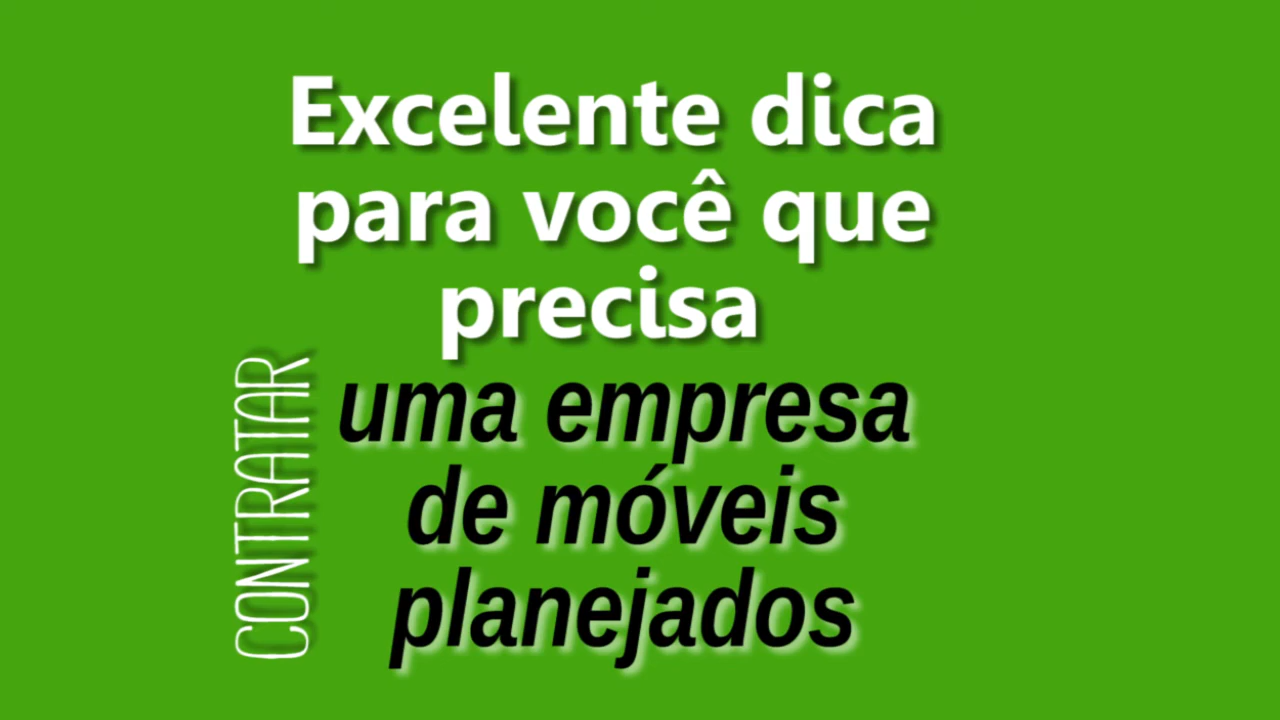 Excelente dica
para você que
precisa
CONTRATAR
uma empresa
de móveis
planejados